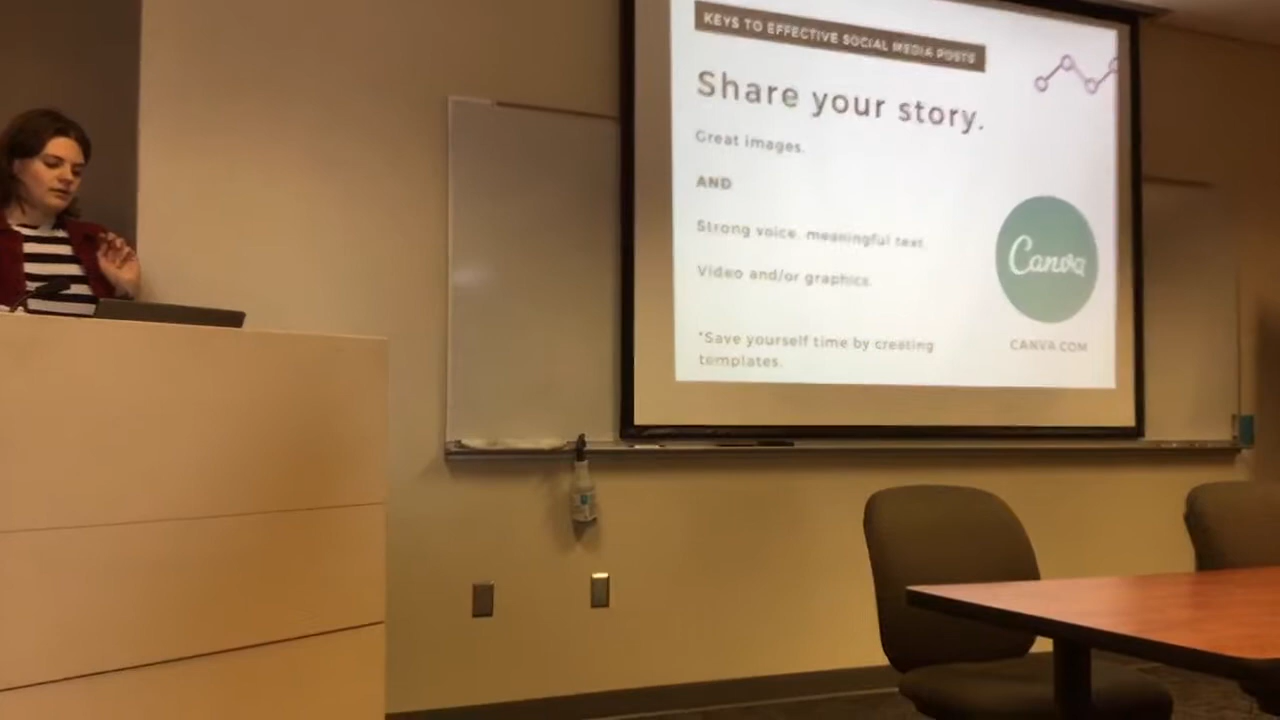 KEYS TO EFFECTIVE SOCIAL MEDIA POSTS
Share your story.
Great images.
AND
Strong voice, meaningful text.
Video and/or graphics.
*Save yourself time by creating
templates.
Canva
CANVA.COM